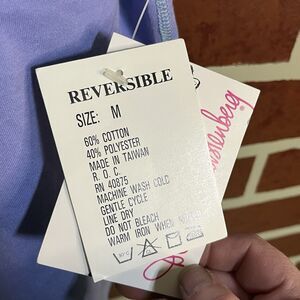 REVERSIBLE
SIZE: M
60% COTTON
40% POLYESTER
MADE IN TAIWAN
R. O. C.
RN 40875
MACHINE WASH COLD
GENTLE CYCLE
LINE DRY
DO NOT BLEACH
WARM IRON WHEN